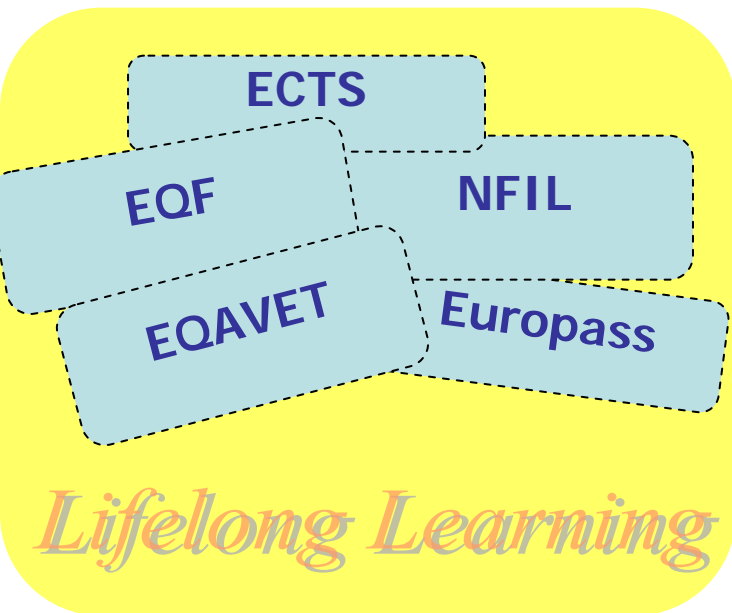 ECTS
EQF
NFIL
EQAVET
Europass
Lifelong Learning